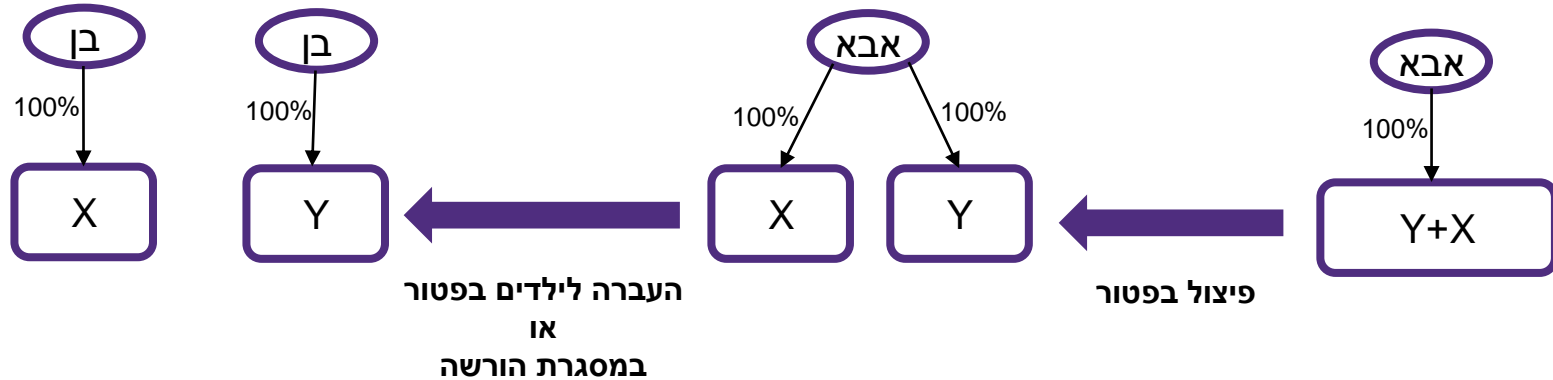 אבא
100%
Y+X
פיצול בפטור
אבא
100%
100%
Y
X
העברה לילדים בפטור
או
במסגרת הורשה
בן
100%
Y
בן
100%
X